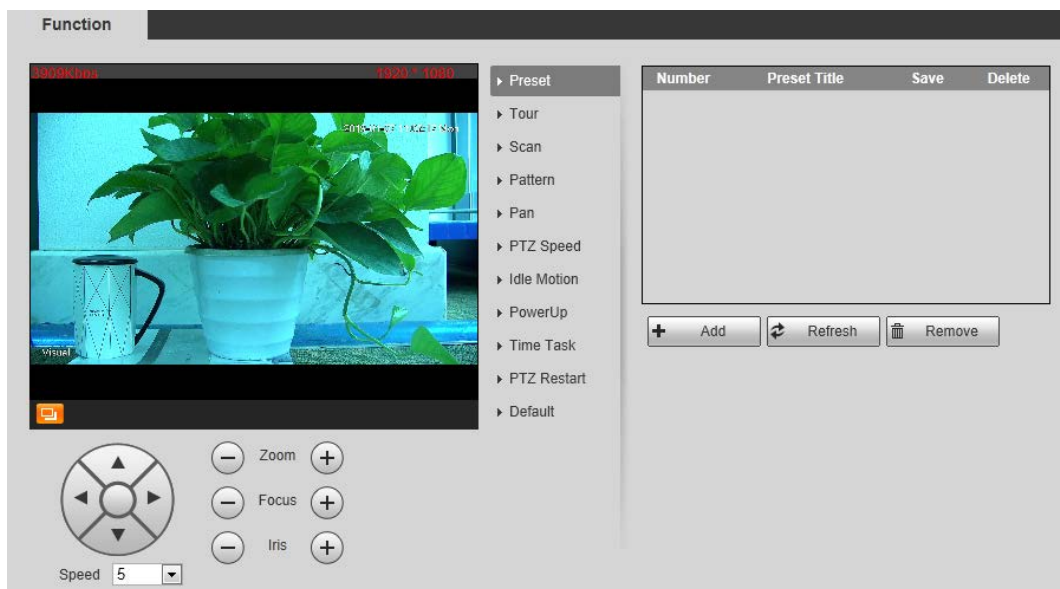 Function
3909Kbps 1920 * 1080
Visual
Preset
Tour
Scan
Pattern
Pan
PTZ Speed
Idle Motion
PowerUp
Time Task
PTZ Restart
Default
Number Preset Title Save Delete
Add Refresh Remove
Zoom
Focus
Iris
Speed 5